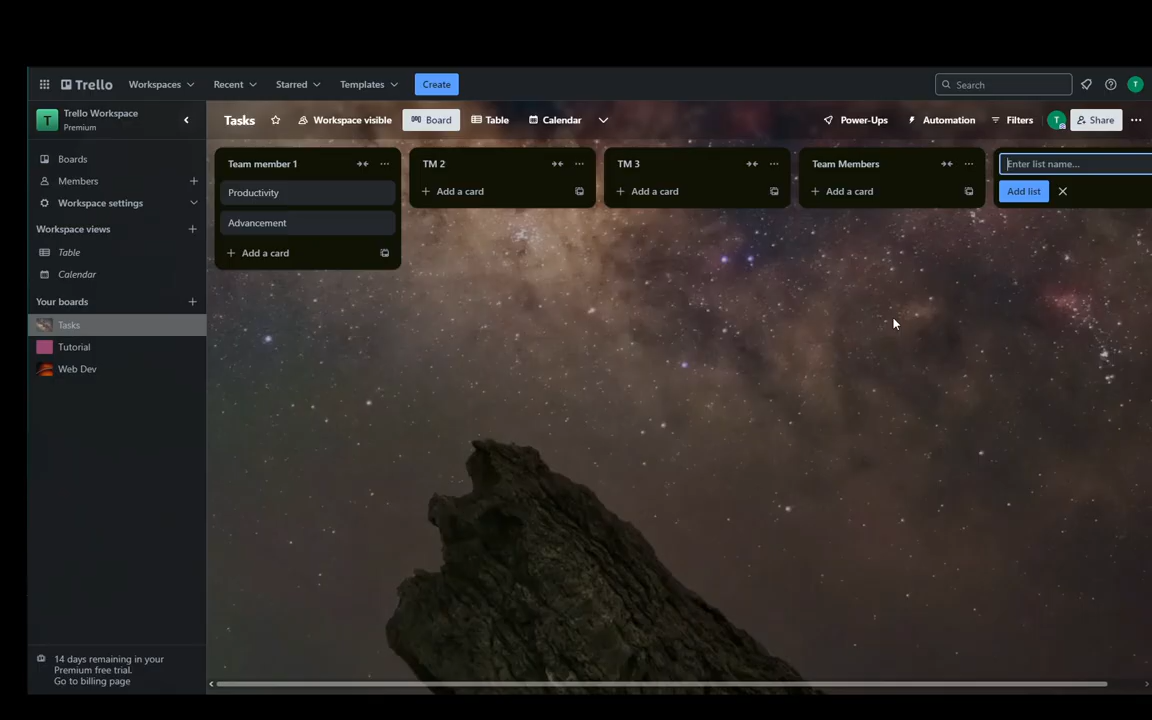 Trello Workspaces Recent Starred Templates Create Search T
T Trello Workspace
Premium
Tasks Workspace visible Board Table Calendar Power-Ups Automation Filters T Share
Boards
Members
Workspace settings
Workspace views
Table
Calendar
Your boards
Tasks
Tutorial
Web Dev
14 days remaining in your
Premium free trial.
Go to billing page
Team member 1
Productivity
Advancement
Add a card
TM 2
Add a card
TM 3
Add a card
Team Members
Add a card
Enter list name...
Add list